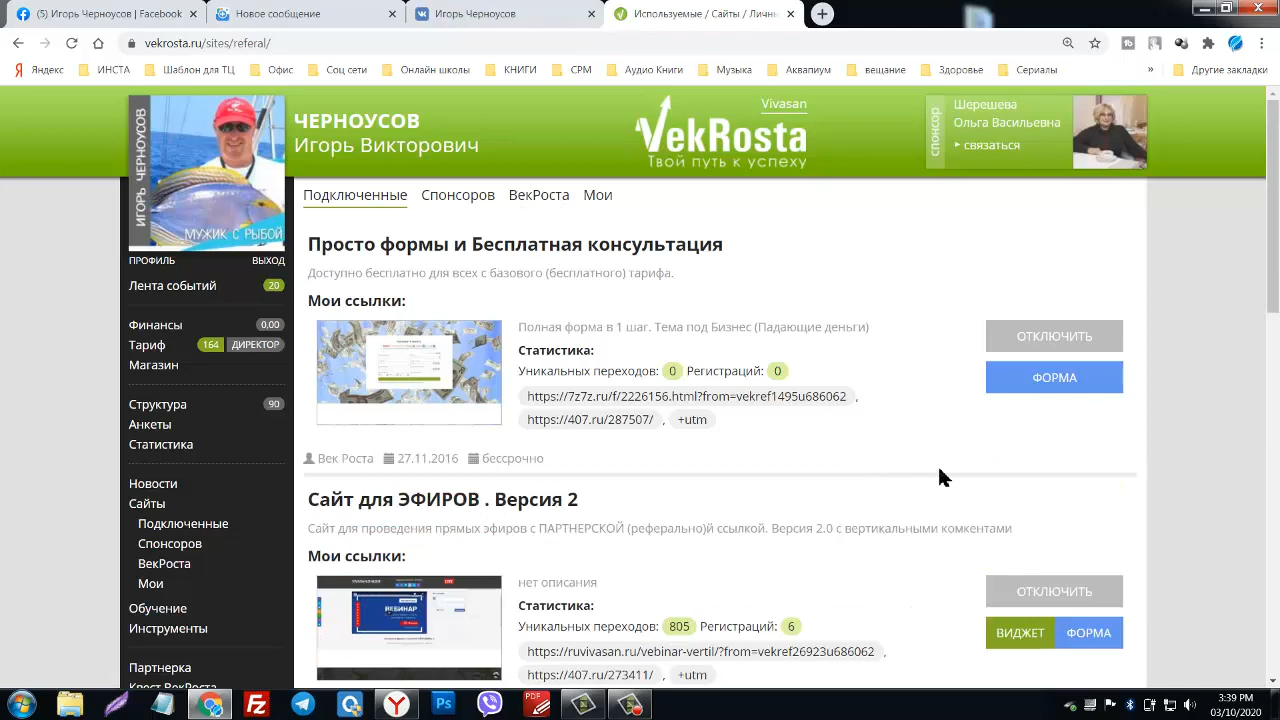 (2) Игорь Черноусов | Facebook
Новое сообщение
Игорь Черноусов
Используемые / Сайты / Личн
vekrosta.ru/sites/referal/
Яндекс
ИНСТА
Шаблон для ТЦ
Офис
Соц сети
Онлайн школы
КНИГИ
СРМ
Аудио Книги
Музыка
Аквапиум
вещание
Здоровье
Сериалы
»
Другие закладки
ИГОРЬ ЧЕРНОУСОВ
МУЖИК С РЫБОЙ
ЧЕРНОУСОВ
Игорь Викторович
Vivasan
VekRosta
Твой путь к успеху
спонсор
Шерешева
Ольга Васильевна
связаться
ПРОФИЛЬ
ВЫХОД
Лента событий 20
Финансы 0,00
Тариф 164 ДИРЕКТОР
Магазин
Структура 90
Анкеты
Статистика
Новости
Сайты
Подключенные
Спонсоров
ВекРоста
Мои
Обучение
Инструменты
Партнерка
Крест ВекРоста
Подключенные Спонсоров ВекРоста Мои
Просто формы и Бесплатная консультация
Доступно бесплатно для всех с базового (бесплатного) тарифа.
Мои ссылки:
Полная форма в 1 шаг. Тема под Бизнес (Падающие деньги)
Статистика:
Уникальных переходов: 0 Регистраций: 0
https://7z7z.ru/f/2226156.html?from=vekref1495u686062 ,
https://407.ru/287507/ , +utm
ОТКЛЮЧИТЬ
ФОРМА
Век Роста 27.11.2016 бессрочно
Сайт для ЭФИРОВ . Версия 2
Сайт для проведения прямых эфиров с ПАРТНЕРСКОЙ (реферально)й ссылкой. Версия 2.0 с вертикальными комкентами
Мои ссылки:
ВЕБИНАР
нет описания
Статистика:
Уникальных переходов: Регистраций: 6
https://ruvivasan.ru/vebinar-vertil/?from=vekref26923u686062 ,
https://407.ru/273411/ , +utm
ОТКЛЮЧИТЬ
ВИДЖЕТ ФОРМА
3:39 PM
03/10/2020